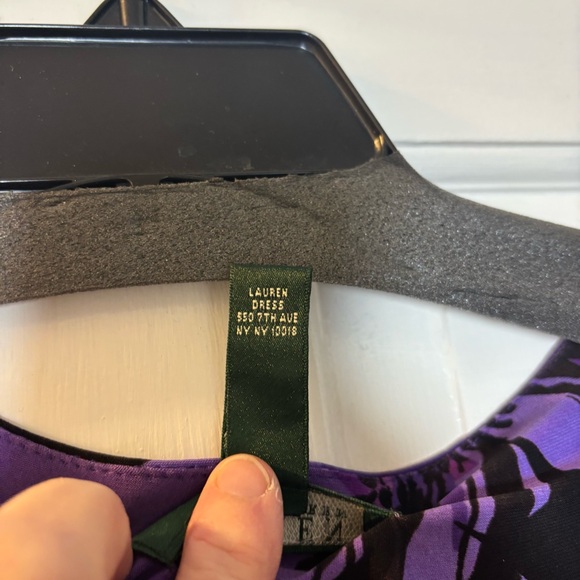 LAUREN
DRESS
550 7TH AVE
NY NY 10018